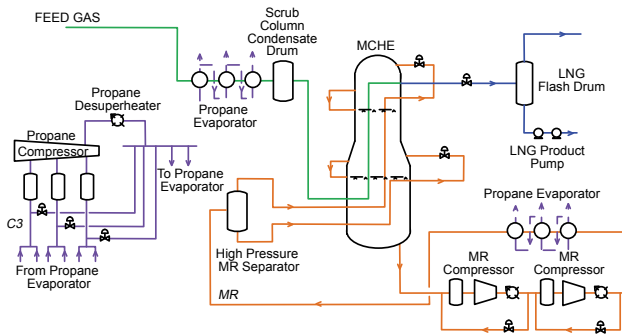 FEED GAS
Scrub
Column
Condensate
Drum
MCHE
LNG
Flash Drum
Propane
Desuperheater
Propane
Evaporator
Propane
Compressor
To Propane
Evaporator
LNG Product
Pump
Propane Evaporator
C3
High Pressure
MR Separator
MR
Compressor
MR
Compressor
From Propane
Evaporator
MR